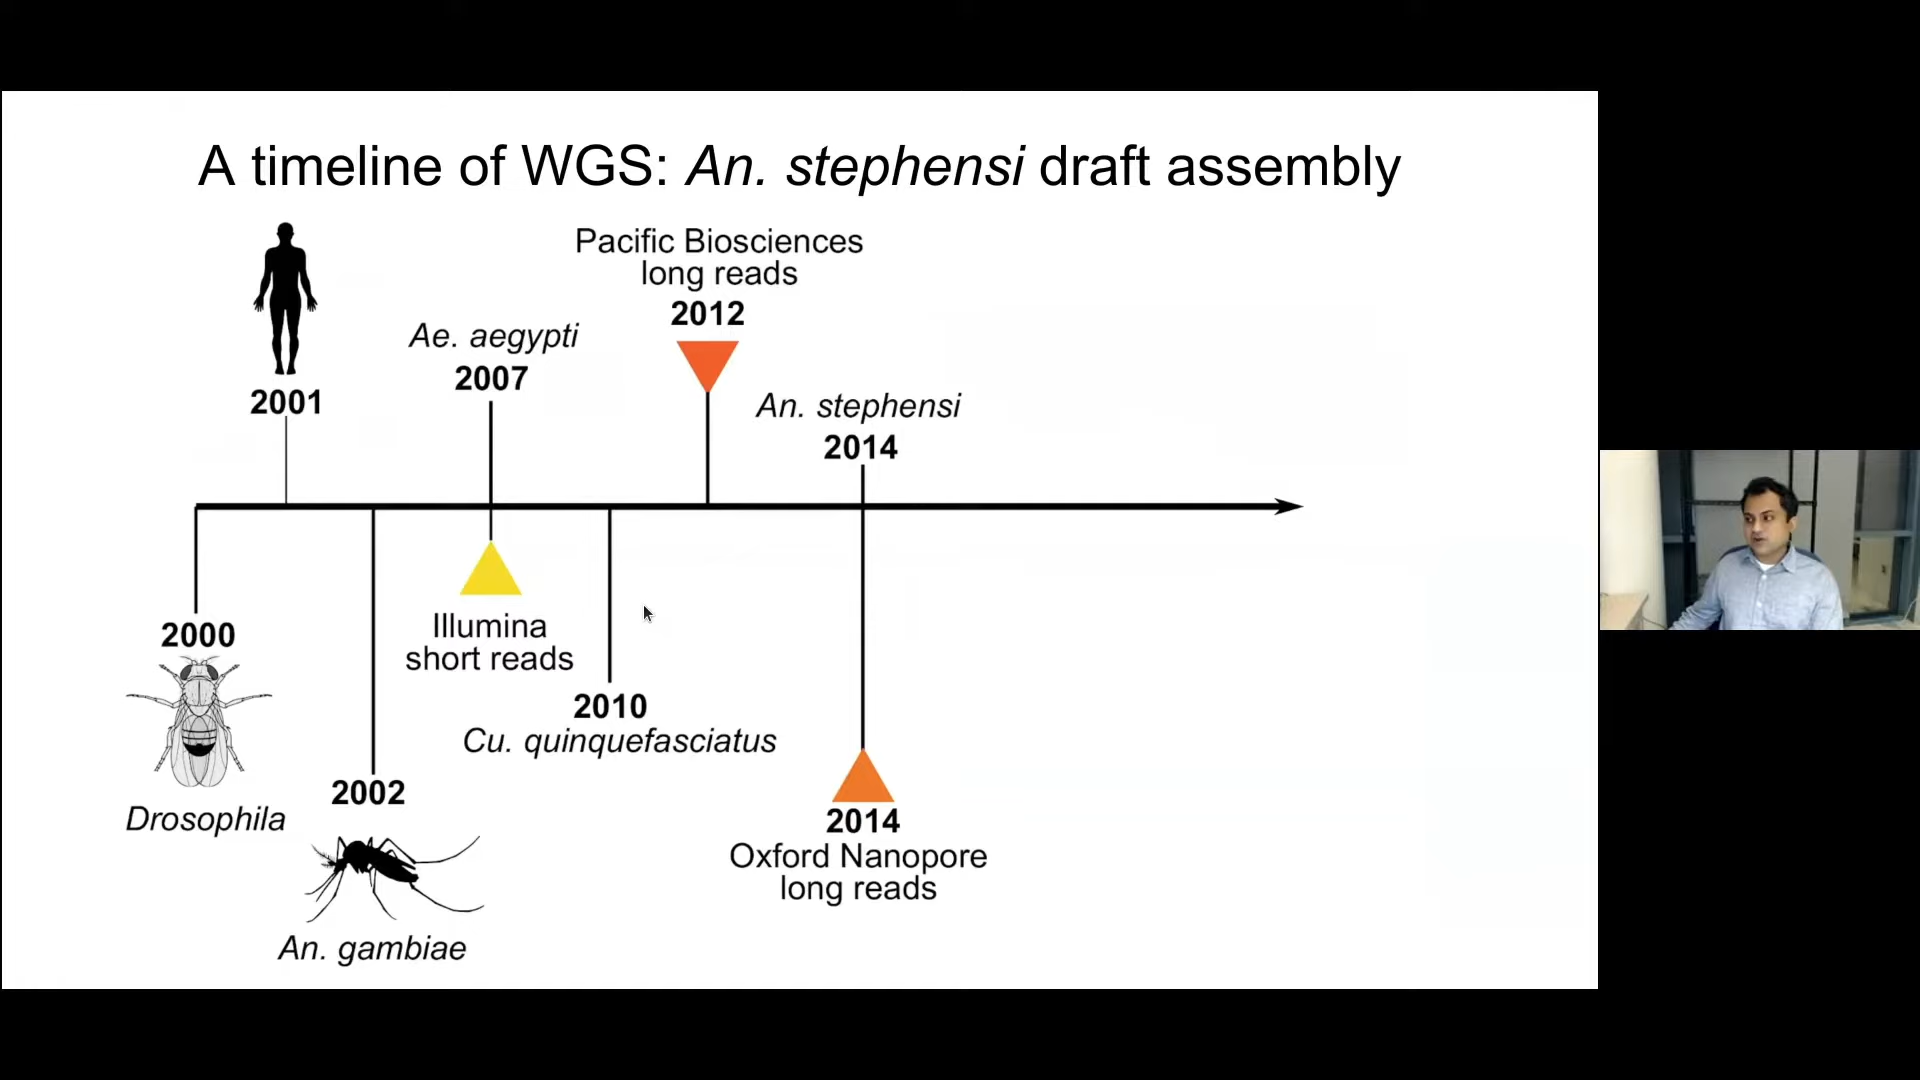 A timeline of WGS: An. stephensi draft assembly
Pacific Biosciences
long reads
2012
Ae. aegypti
2007
2001
An. stephensi
2014
2000
Drosophila
Illumina
short reads
2010
Cu. quinquefasciatus
2002
An. gambiae
2014
Oxford Nanopore
long reads